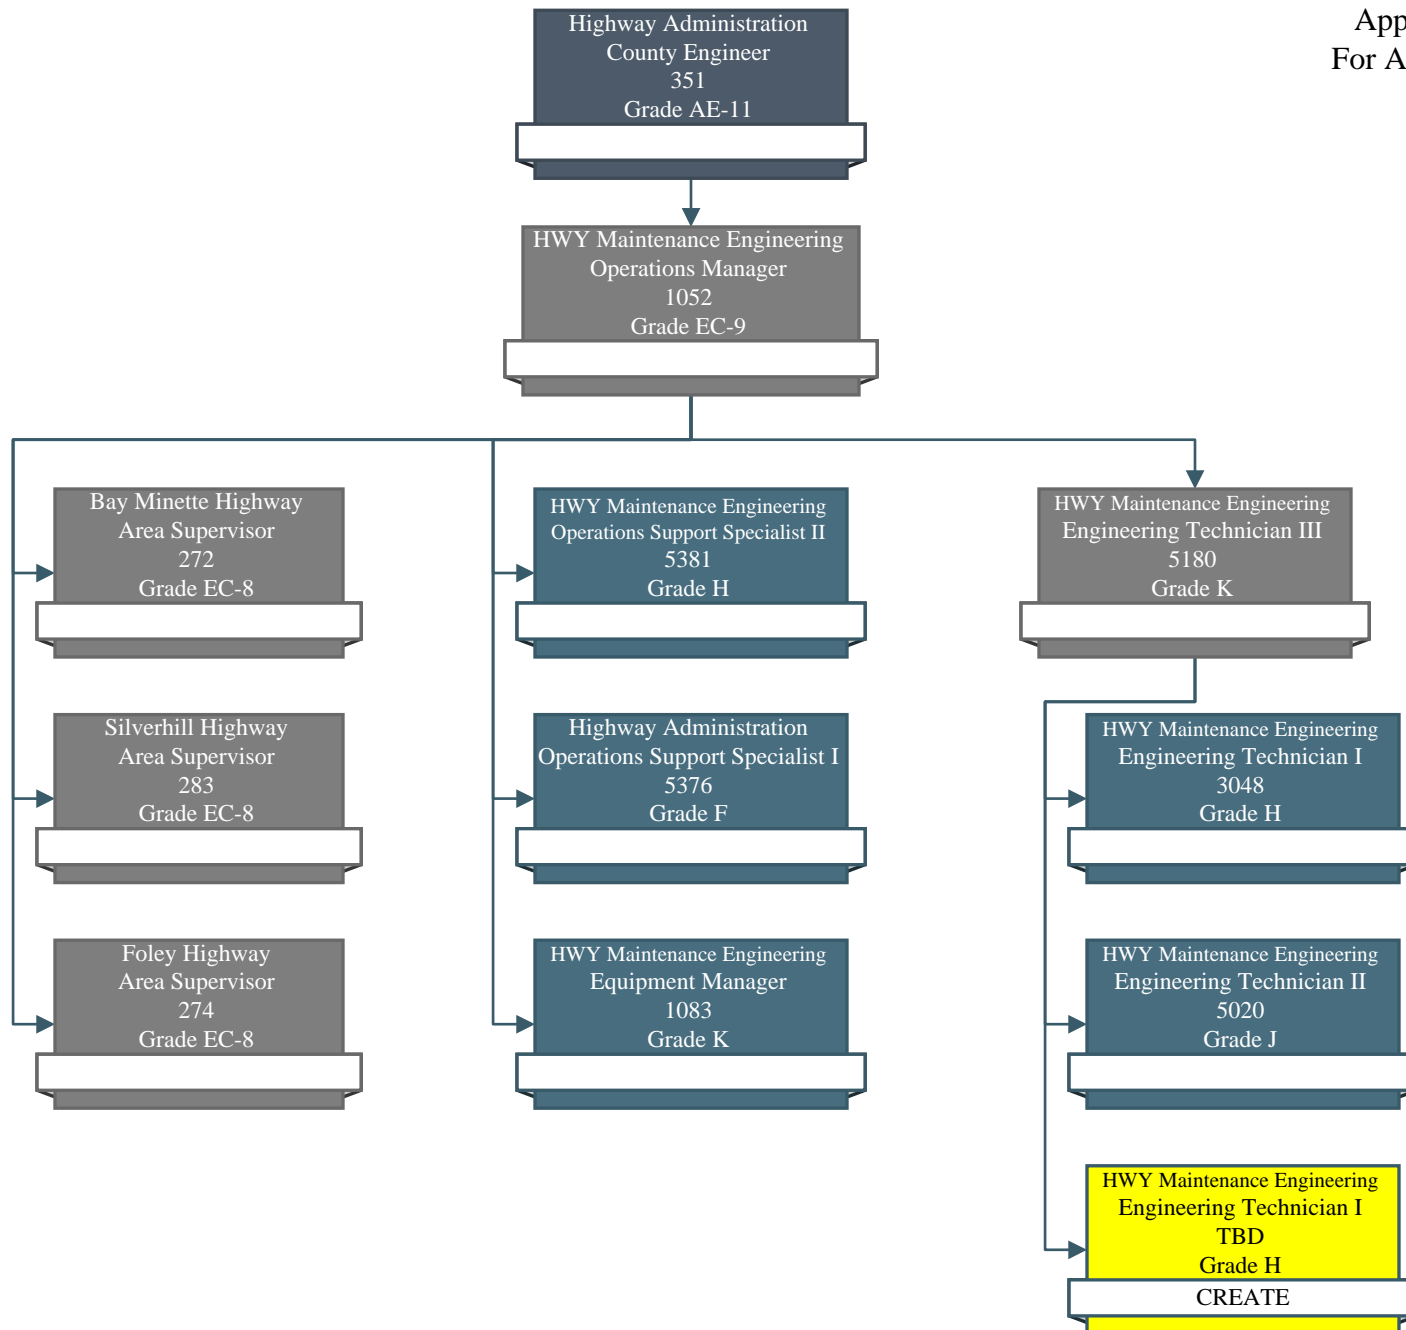 App
For A
Highway Administration
County Engineer
351
Grade AE-11
HWY Maintenance Engineering
Operations Manager
1052
Grade EC-9
Bay Minette Highway
Area Supervisor
272
Grade EC-8
HWY Maintenance Engineering
Operations Support Specialist II
5381
Grade H
HWY Maintenance Engineering
Engineering Technician III
5180
Grade K
Silverhill Highway
Area Supervisor
283
Grade EC-8
Highway Administration
Operations Support Specialist I
5376
Grade F
HWY Maintenance Engineering
Engineering Technician I
3048
Grade H
Foley Highway
Area Supervisor
274
Grade EC-8
HWY Maintenance Engineering
Equipment Manager
1083
Grade K
HWY Maintenance Engineering
Engineering Technician II
5020
Grade J
HWY Maintenance Engineering
Engineering Technician I
TBD
Grade H
CREATE